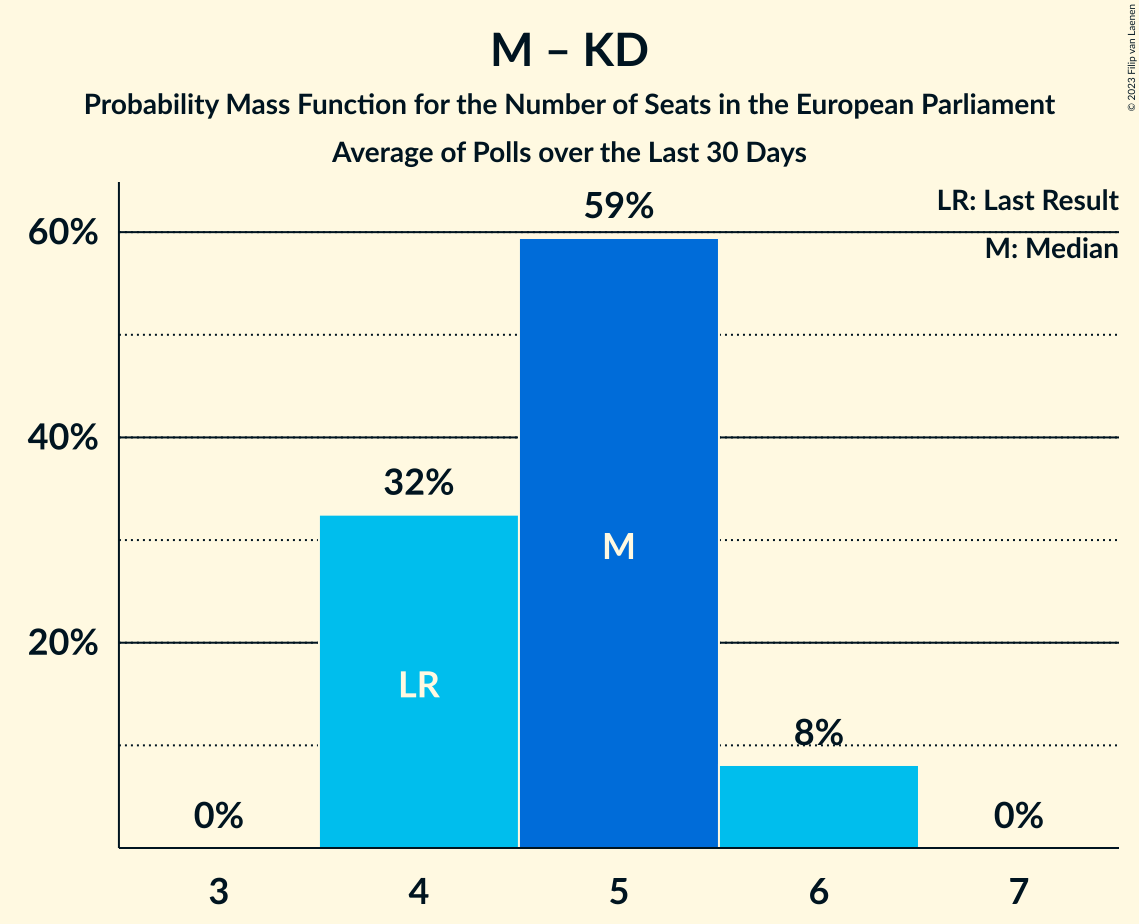 M – KD
Probability Mass Function for the Number of Seats in the European Parliament
Average of Polls over the Last 30 Days
© 2023 Filip van Laenen
LR: Last Result
M: Median
60%
40%
20%
0%
32%
59%
8%
0%
LR
M
3 4 5 6 7